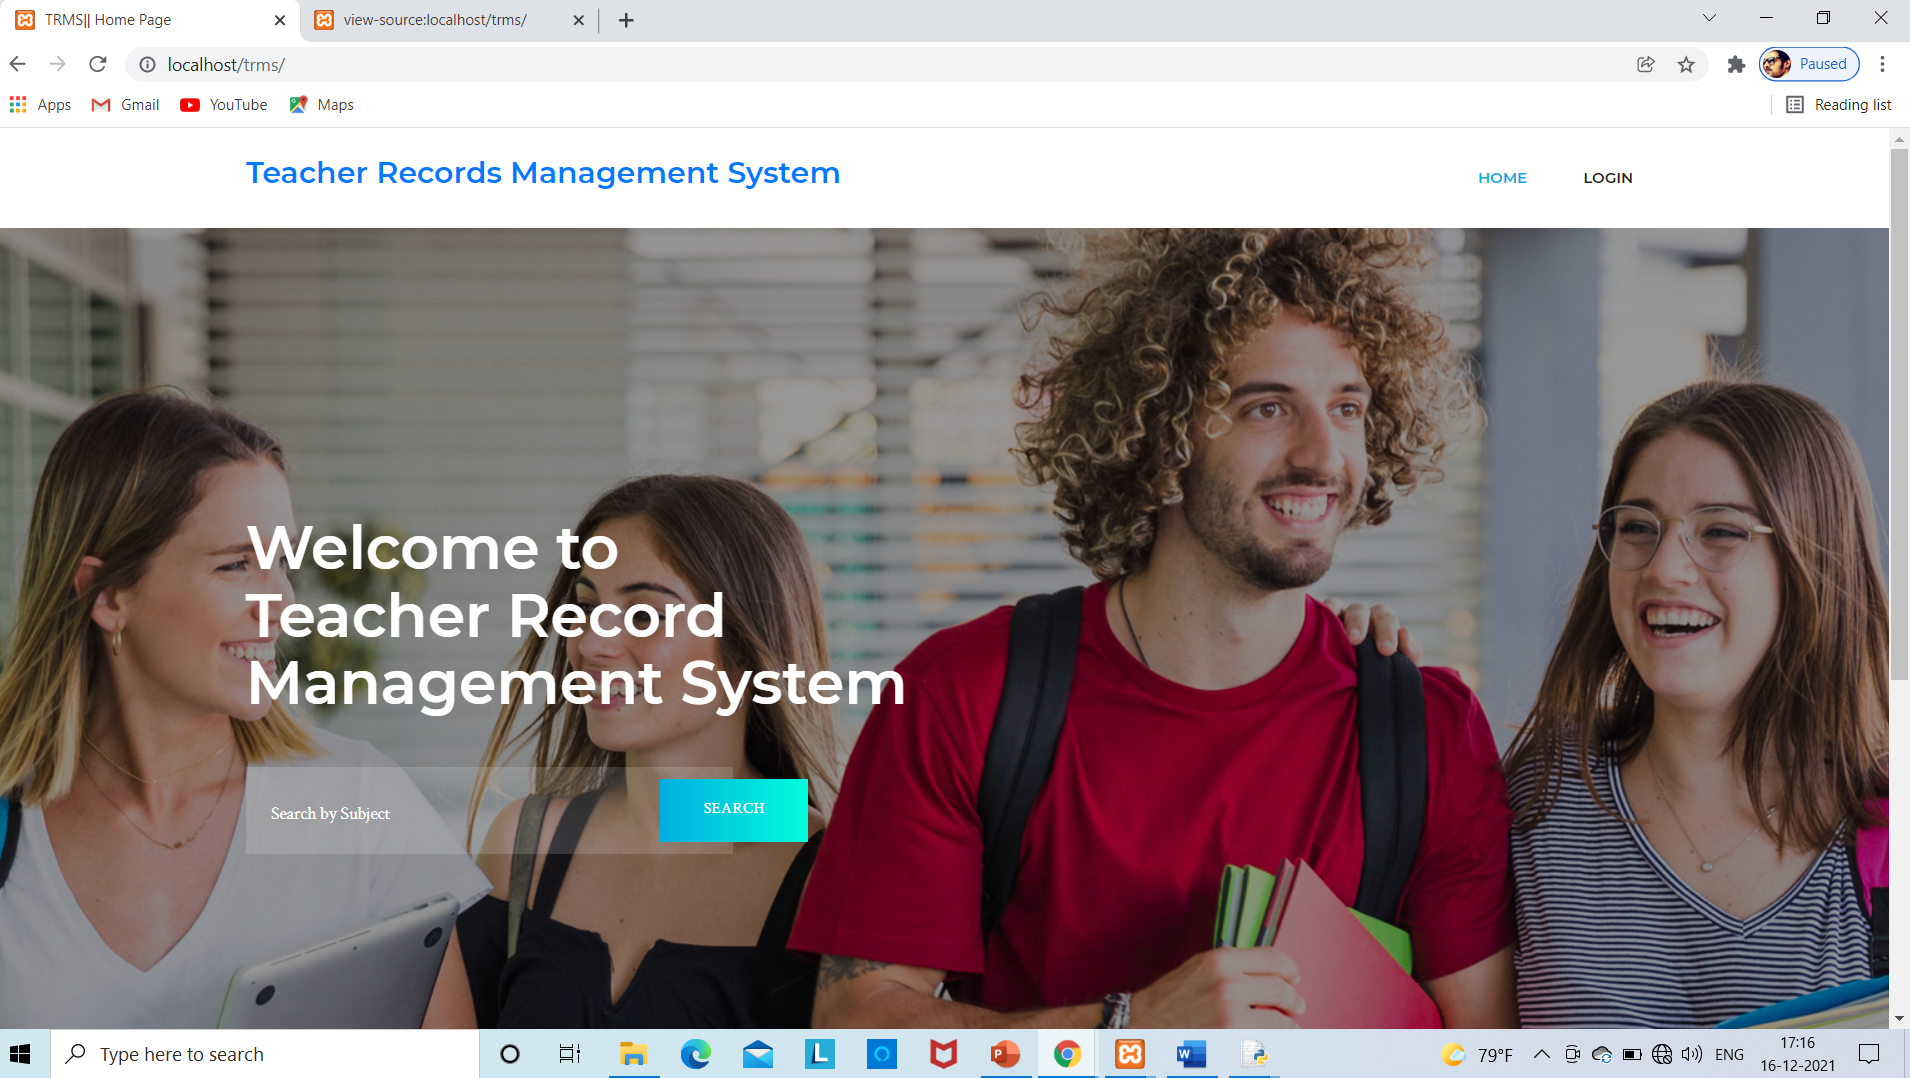 TRMS|| Home Page
view-source:localhost/trms/
localhost/trms/
Paused
Apps
Gmail
YouTube
Maps
Reading list
Teacher Records Management System
HOME
LOGIN
Welcome to
Teacher Record
Management System
Search by Subject
SEARCH
Type here to search
L
P
W
79°F
ENG
17:16
16-12-2021